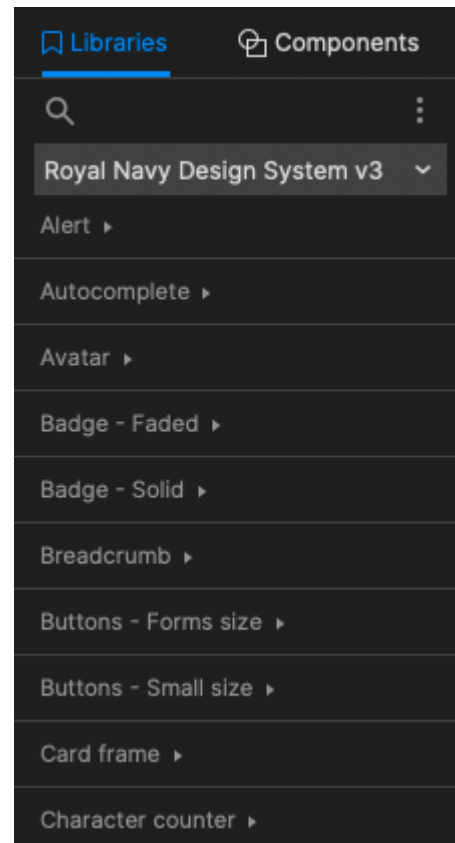 Libraries Components
Royal Navy Design System v3
Alert
Autocomplete
Avatar
Badge - Faded
Badge - Solid
Breadcrumb
Buttons - Forms size
Buttons - Small size
Card frame
Character counter